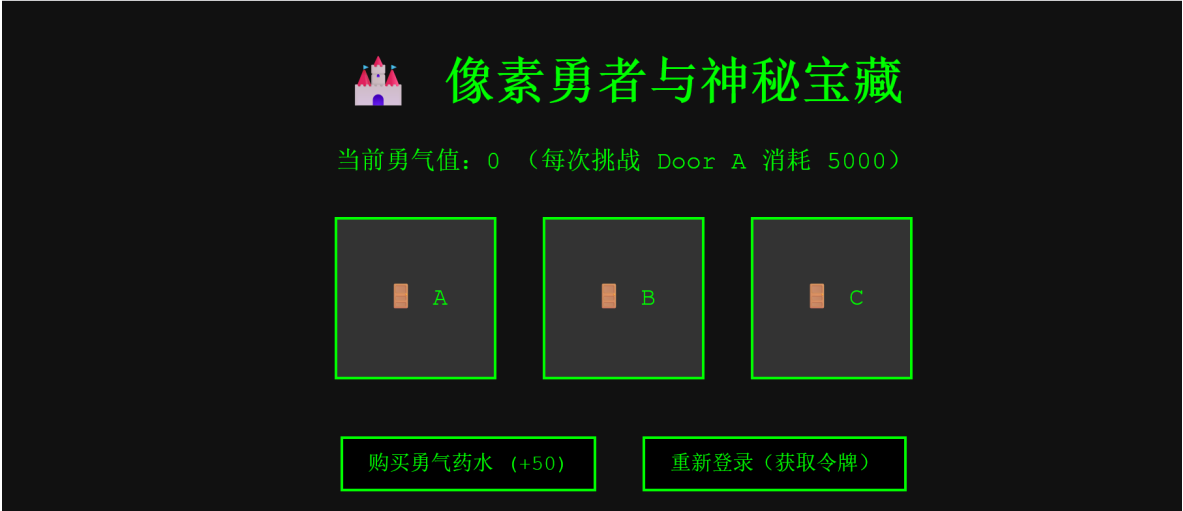 像素勇者与神秘宝藏
当前勇气值: 0 （每次挑战 Door A 消耗 5000）
A
B
C
购买勇气药水 (+50)
重新登录（获取令牌）